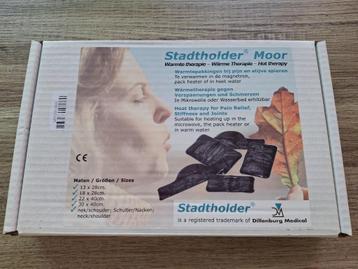 Stadtholder® Moor
Warmte therapie - Wärme Therapie - Hot therapy
Warmtepakkingen bij pijn en stijve spieren
Te verwarmen in de magnetron,
pack heater of in heet water
Wärmetherapie gegen
Verspannungen und Schmerzen
In Mikrowelle oder Wasserbad erhitzbar
Heat therapy for Pain Relief,
Stiffness and Joints
Suitable for heating up in the
microwave, the pack heater or
in warm water
CE
Maten / Größen / Sizes
13 x 28cm.
18 x 28cm.
22 x 40cm.
30 x 40cm.
nek/schouder; Schulter/Nacken;
neck/shoulder
Stadtholder®
is a registered trademark of
Dillenburg Medical